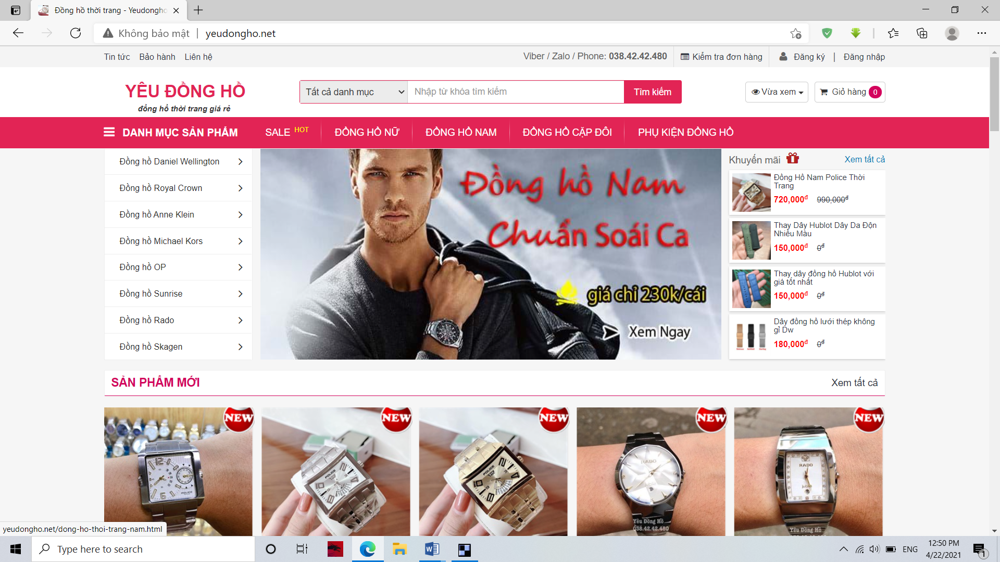 Đồng hồ thời trang - Yeudongho
Không bảo mật | yeudongho.net
Tin tức Bảo hành Liên hệ
Viber / Zalo / Phone: 038.42.42.480
Kiểm tra đơn hàng
Đăng ký | Đăng nhập
YÊU ĐỒNG HỒ
đồng hồ thời trang giá rẻ
Tất cả danh mục
Nhập từ khóa tìm kiếm
Tìm kiếm
Vừa xem
Giỏ hàng 0
DANH MỤC SẢN PHẨM
SALE HOT
ĐỒNG HỒ NỮ
ĐỒNG HỒ NAM
ĐỒNG HỒ CẶP ĐÔI
PHỤ KIỆN ĐỒNG HỒ
Đồng hồ Daniel Wellington
Đồng hồ Royal Crown
Đồng hồ Anne Klein
Đồng hồ Michael Kors
Đồng hồ OP
Đồng hồ Sunrise
Đồng hồ Rado
Đồng hồ Skagen
Đồng hồ Nam
Chuẩn Soái Ca
giá chỉ 230k/cái
Xem Ngay
Khuyến mãi
Xem tất cả
Đồng Hồ Nam Police Thời
Trang
720,000đ 990,000đ
Thay Dây Hublot Dây Da Độn
Nhiều Màu
150,000đ 0đ
Thay dây đồng hồ Hublot với
giá tốt nhất
150,000đ 0đ
Dây đồng hồ lưới thép không
gỉ Dw
180,000đ 0đ
SẢN PHẨM MỚI
Xem tất cả
NEW
NEW
NEW
NEW
NEW
POLICE
POLICE
POLICE
RADO
RADO
Yêu Đồng Hồ
038.42.42.480
Yêu Đồng Hồ
yeudongho.net/dong-ho-thoi-trang-nam.html
Type here to search
ENG
12:50 PM
4/22/2021
1